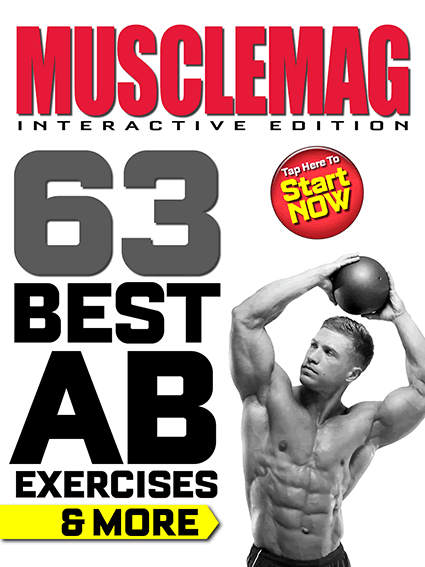 MUSCLEMAG
INTERACTIVE EDITION
63
BEST
AB
EXERCISES
& MORE
Tap Here To
Start
NOW